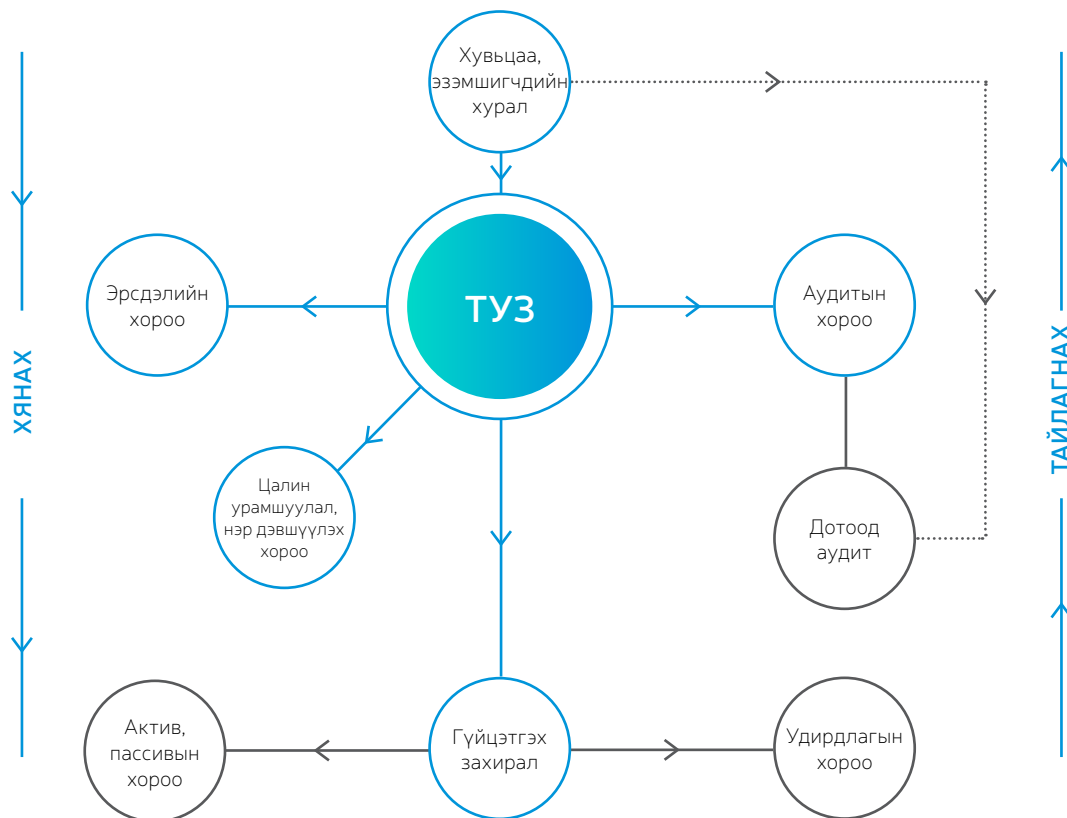 Хувьцаа,
эзэмшигчдийн
хурал
ТУЗ
Эрсдэлийн
хороо
Аудитын
хороо
ХЯНАХ
ТАЙЛАГНАХ
Цалин
урамшуулал,
нэр дэвшүүлэх
хороо
Дотоод
аудит
Актив,
пассивын
хороо
Гүйцэтгэх
захирал
Удирдлагын
хороо